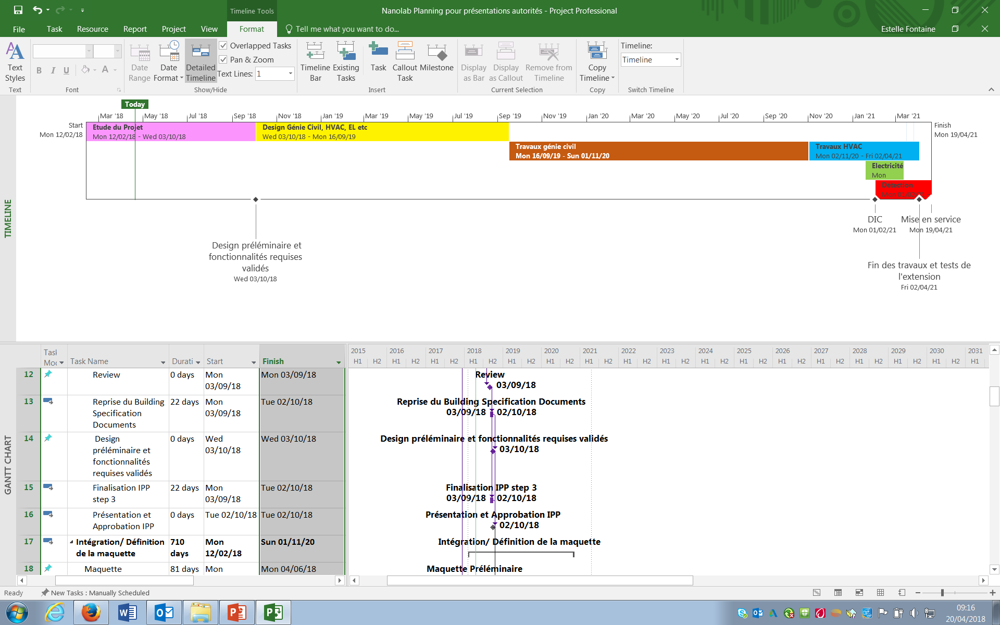 Timeline Tools
Nanolab Planning pour présentations autorités - Project Professional
File Task Resource Report Project View Format Tell me what you want to do... Estelle Fontaine
Text Styles
Text
B I U A
Font
Date Range
Date Format
Detailed Timeline
Overlapped Tasks
Pan & Zoom
Text Lines: 1
Show/Hide
Timeline Bar
Existing Tasks
Task
Callout Task
Milestone
Insert
Display as Bar
Display as Callout
Remove from Timeline
Current Selection
Copy Timeline
Copy
Timeline:
Timeline
Switch Timeline
TIMELINE
Today
Mar '18 May '18 Jul '18 Sep '18 Nov '18 Jan '19 Mar '19 May '19 Jul '19 Sep '19 Nov '19 Jan '20 Mar '20 May '20 Jul '20 Sep '20 Nov '20 Jan '21 Mar '21
Start
Mon 12/02/18
Etude du Projet
Mon 12/02/18 - Wed 03/10/18
Design Génie Civil, HVAC, EL etc
Wed 03/10/18 - Mon 16/09/19
Finish
Mon 19/04/21
Travaux génie civil
Mon 16/09/19 - Sun 01/11/20
Travaux HVAC
Mon 02/11/20 - Fri 02/04/21
Electricité
Mon
Détection
Mon 01/02/21
DIC
Mon 01/02/21
Mise en service
Mon 19/04/21
Design préléminaire et
fonctionnalités requises
validés
Wed 03/10/18
Fin des travaux et tests de
l'extension
Fri 02/04/21
GANTT CHART
Task Mod Task Name Durati Start Finish
2015 2016 2017 2018 2019 2020 2021 2022 2023 2024 2025 2026 2027 2028 2029 2030 2031
H1 H2 H1 H2 H1 H2 H1 H2 H1 H2 H1 H2 H1 H2 H1 H2 H1 H2 H1 H2 H1 H2 H1 H2 H1 H2 H1 H2 H1 H2 H1 H2 H1
12 Review 0 days Mon 03/09/18 Mon 03/09/18
13 Reprise du Building Specification Documents 22 days Mon 03/09/18 Tue 02/10/18
14 Design préléminaire et fonctionnalités requises validés 0 days Wed 03/10/18 Wed 03/10/18
15 Finalisation IPP step 3 22 days Mon 03/09/18 Tue 02/10/18
16 Présentation et Approbation IPP 0 days Tue 02/10/18 Tue 02/10/18
17 Intégration/ Définition de la maquette 710 days Mon 12/02/18 Sun 01/11/20
18 Maquette 81 days Mon Mon 04/06/18
Review
03/09/18
Reprise du Building Specification Documents
03/09/18 02/10/18
Design préléminaire et fonctionnalités requises validés
03/10/18
Finalisation IPP step 3
03/09/18 02/10/18
Présentation et Approbation IPP
02/10/18
Intégration/ Définition de la maquette
Maquette Préliminaire
Ready New Tasks : Manually Scheduled
09:16
20/04/2018